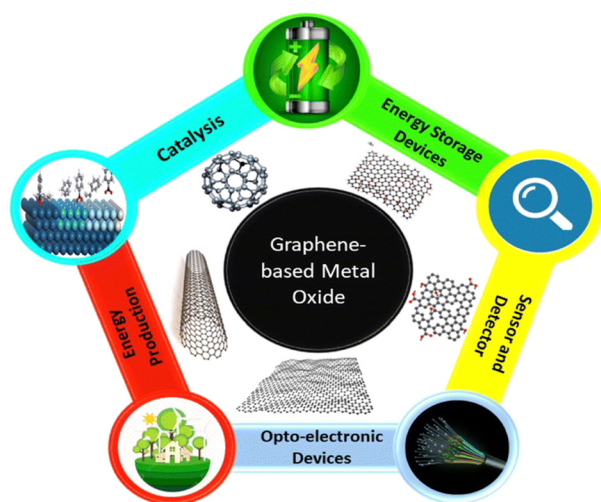 Catalysis
Energy Storage
Devices
Graphene-
based Metal
Oxide
Energy
Production
Sensor and
Detector
Opto-electronic
Devices